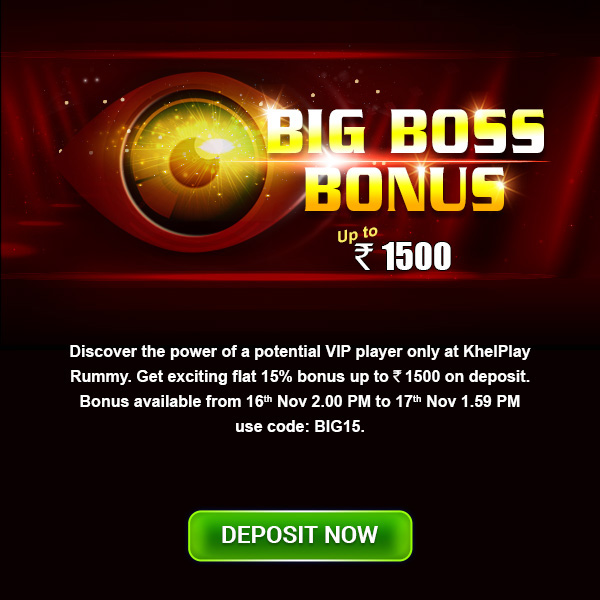 BIG BOSS
BONUS
Up to
₹ 1500
Discover the power of a potential VIP player only at KhelPlay
Rummy. Get exciting flat 15% bonus up to ₹ 1500 on deposit.
Bonus available from 16th Nov 2.00 PM to 17th Nov 1.59 PM
use code: BIG15.
DEPOSIT NOW